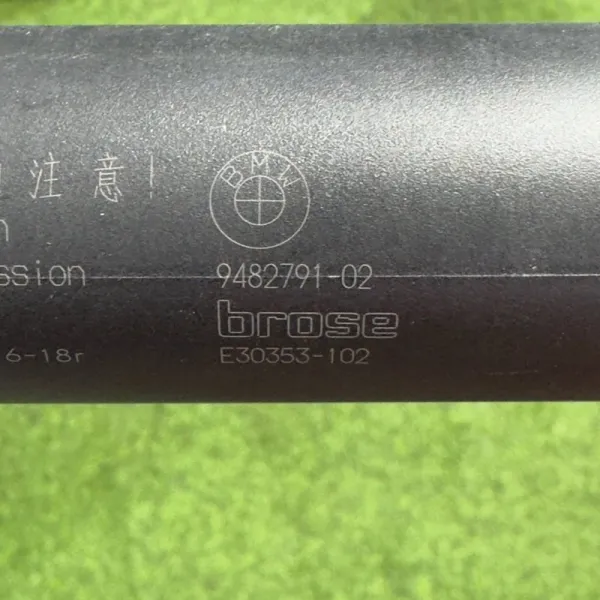 注意!
BMW
ssion
9482791-02
brose
6-18r
E30353-102